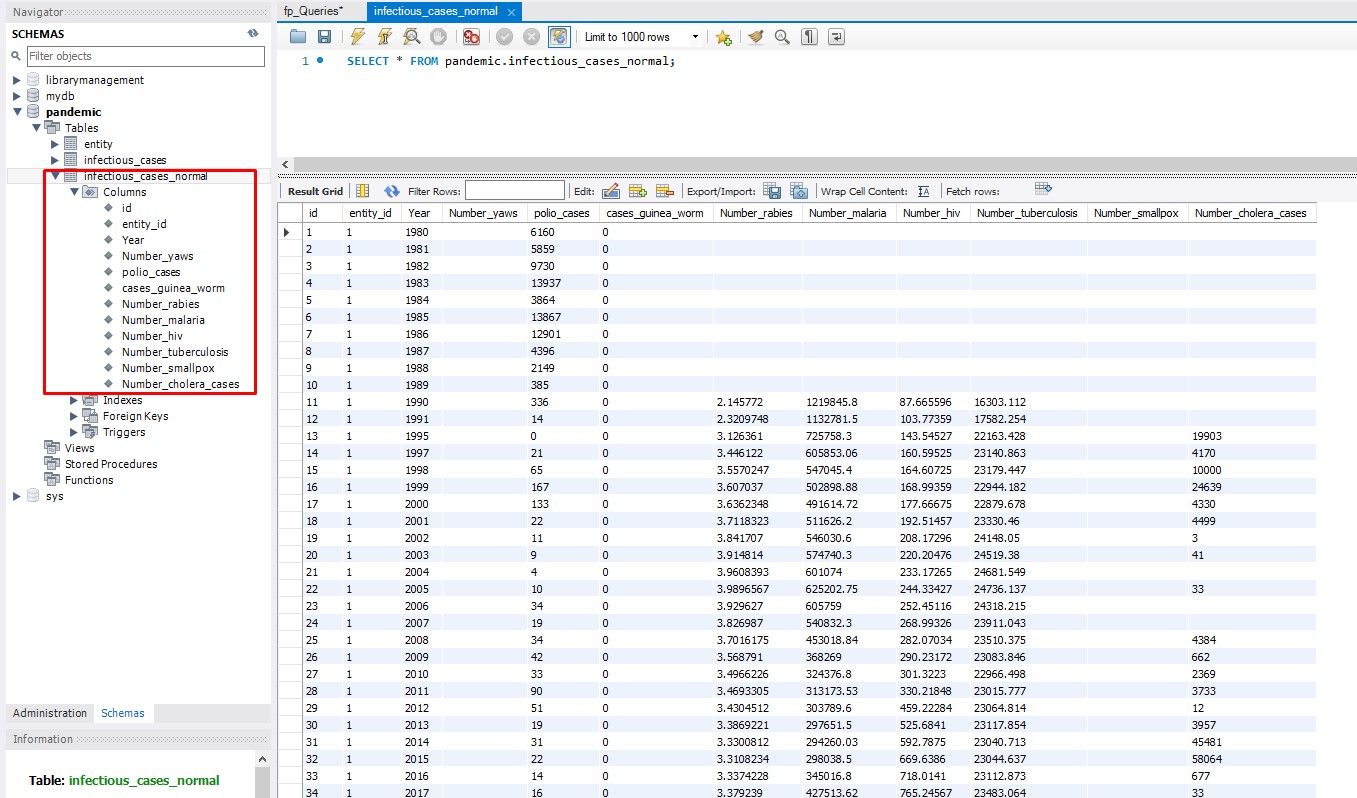 Navigator
SCHEMAS
Filter objects
librarymanagement
mydb
pandemic
Tables
entity
infectious_cases
infectious_cases_normal
Columns
id
entity_id
Year
Number_yaws
polio_cases
cases_guinea_worm
Number_rabies
Number_malaria
Number_hiv
Number_tuberculosis
Number_smallpox
Number_cholera_cases
Indexes
Foreign Keys
Triggers
Views
Stored Procedures
Functions
sys
Administration Schemas
Information
Table: infectious_cases_normal
fp_Queries* infectious_cases_normal
Limit to 1000 rows
1 SELECT * FROM pandemic.infectious_cases_normal;
Result Grid Filter Rows: Edit: Export/Import: Wrap Cell Content: Fetch rows:
id entity_id Year Number_yaws polio_cases cases_guinea_worm Number_rabies Number_malaria Number_hiv Number_tuberculosis Number_smallpox Number_cholera_cases
1 1 1980 6160 0
2 1 1981 5859 0
3 1 1982 9730 0
4 1 1983 13937 0
5 1 1984 3864 0
6 1 1985 13867 0
7 1 1986 12901 0
8 1 1987 4396 0
9 1 1988 2149 0
10 1 1989 385 0
11 1 1990 336 0 2.145772 1219845.8 87.665596 16303.112
12 1 1991 14 0 2.3209748 1132781.5 103.77359 17582.254
13 1 1995 0 0 3.126361 725758.3 143.54527 22163.428 19903
14 1 1997 21 0 3.446122 605853.06 160.59525 23140.863 4170
15 1 1998 65 0 3.5570247 547045.4 164.60725 23179.447 10000
16 1 1999 167 0 3.607037 502898.88 168.99359 22944.182 24639
17 1 2000 133 0 3.6362348 491614.72 177.66675 22879.678 4330
18 1 2001 22 0 3.7118323 511626.2 192.51457 23330.46 4499
19 1 2002 11 0 3.841707 546030.6 208.17296 24148.05 3
20 1 2003 9 0 3.914814 574740.3 220.20476 24519.38 41
21 1 2004 4 0 3.9608393 601074 233.17265 24681.549
22 1 2005 10 0 3.9896567 625202.75 244.33427 24736.137 33
23 1 2006 34 0 3.929627 605759 252.45116 24318.215
24 1 2007 19 0 3.826987 540832.3 268.99326 23911.043
25 1 2008 34 0 3.7016175 453018.84 282.07034 23510.375 4384
26 1 2009 42 0 3.568791 368269 290.23172 23083.846 662
27 1 2010 33 0 3.4966226 324376.8 301.3223 22966.498 2369
28 1 2011 90 0 3.4693305 313173.53 330.21848 23015.777 3733
29 1 2012 51 0 3.4304512 303789.6 459.22284 23064.814 12
30 1 2013 19 0 3.3869221 297651.5 525.6841 23117.854 3957
31 1 2014 31 0 3.3300812 294260.03 592.7875 23040.713 45481
32 1 2015 22 0 3.3108234 298038.5 669.6386 23044.637 58064
33 1 2016 14 0 3.3374228 345016.8 718.0141 23112.873 677
34 1 2017 16 0 3.379239 427513.62 765.24567 23483.064 33